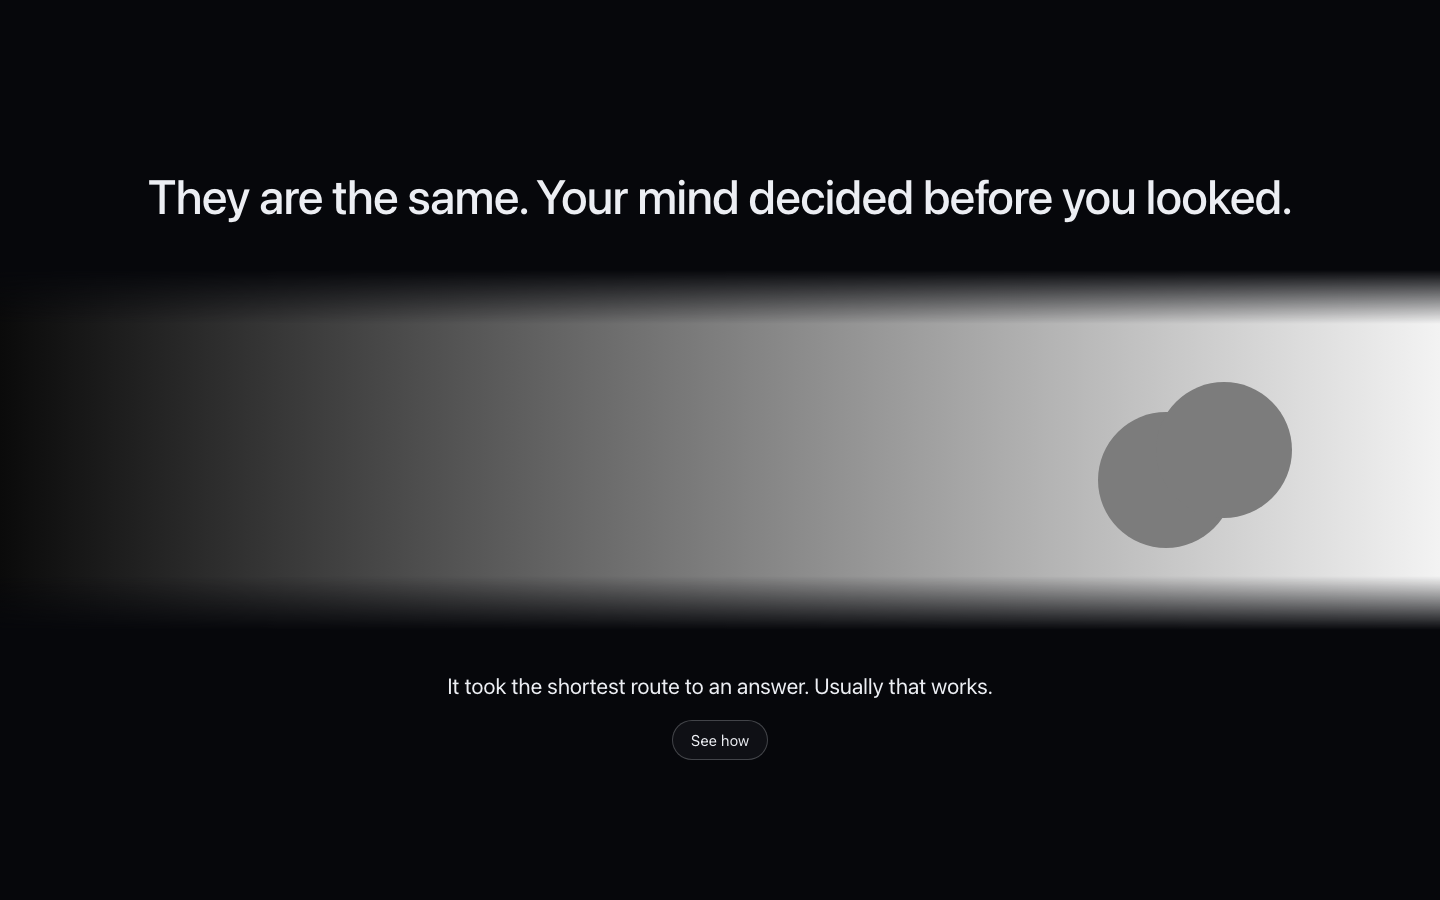 They are the same. Your mind decided before you looked.
It took the shortest route to an answer. Usually that works.
See how